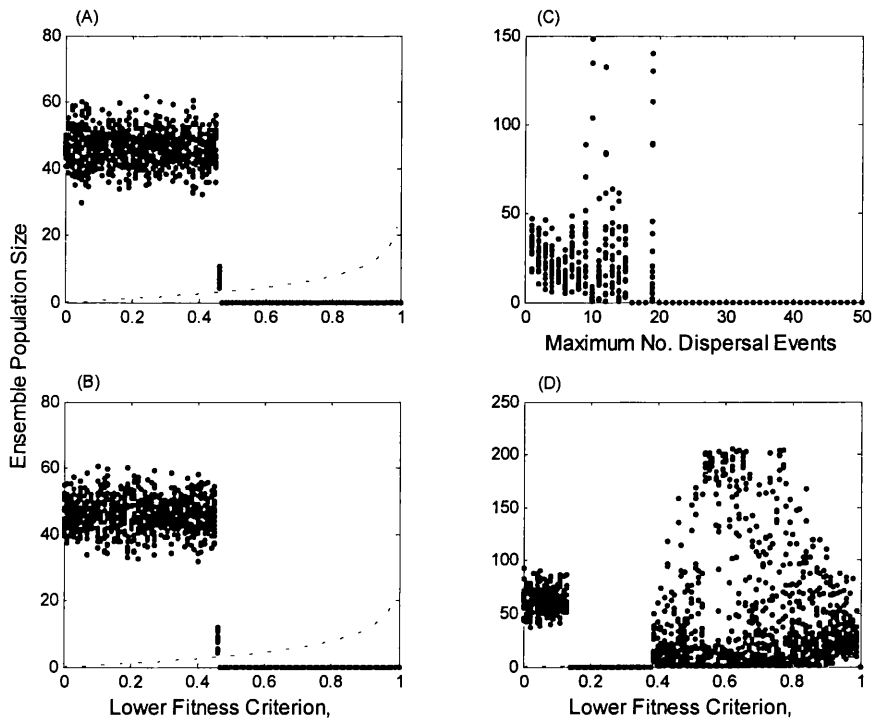 (A)
80
60
40
20
0
0 0.2 0.4 0.6 0.8 1
(C)
150
100
50
0
0 10 20 30 40 50
Maximum No. Dispersal Events
Ensemble Population Size
(B)
80
60
40
20
0
0 0.2 0.4 0.6 0.8 1
Lower Fitness Criterion,
(D)
250
200
150
100
50
0
0 0.2 0.4 0.6 0.8 1
Lower Fitness Criterion,